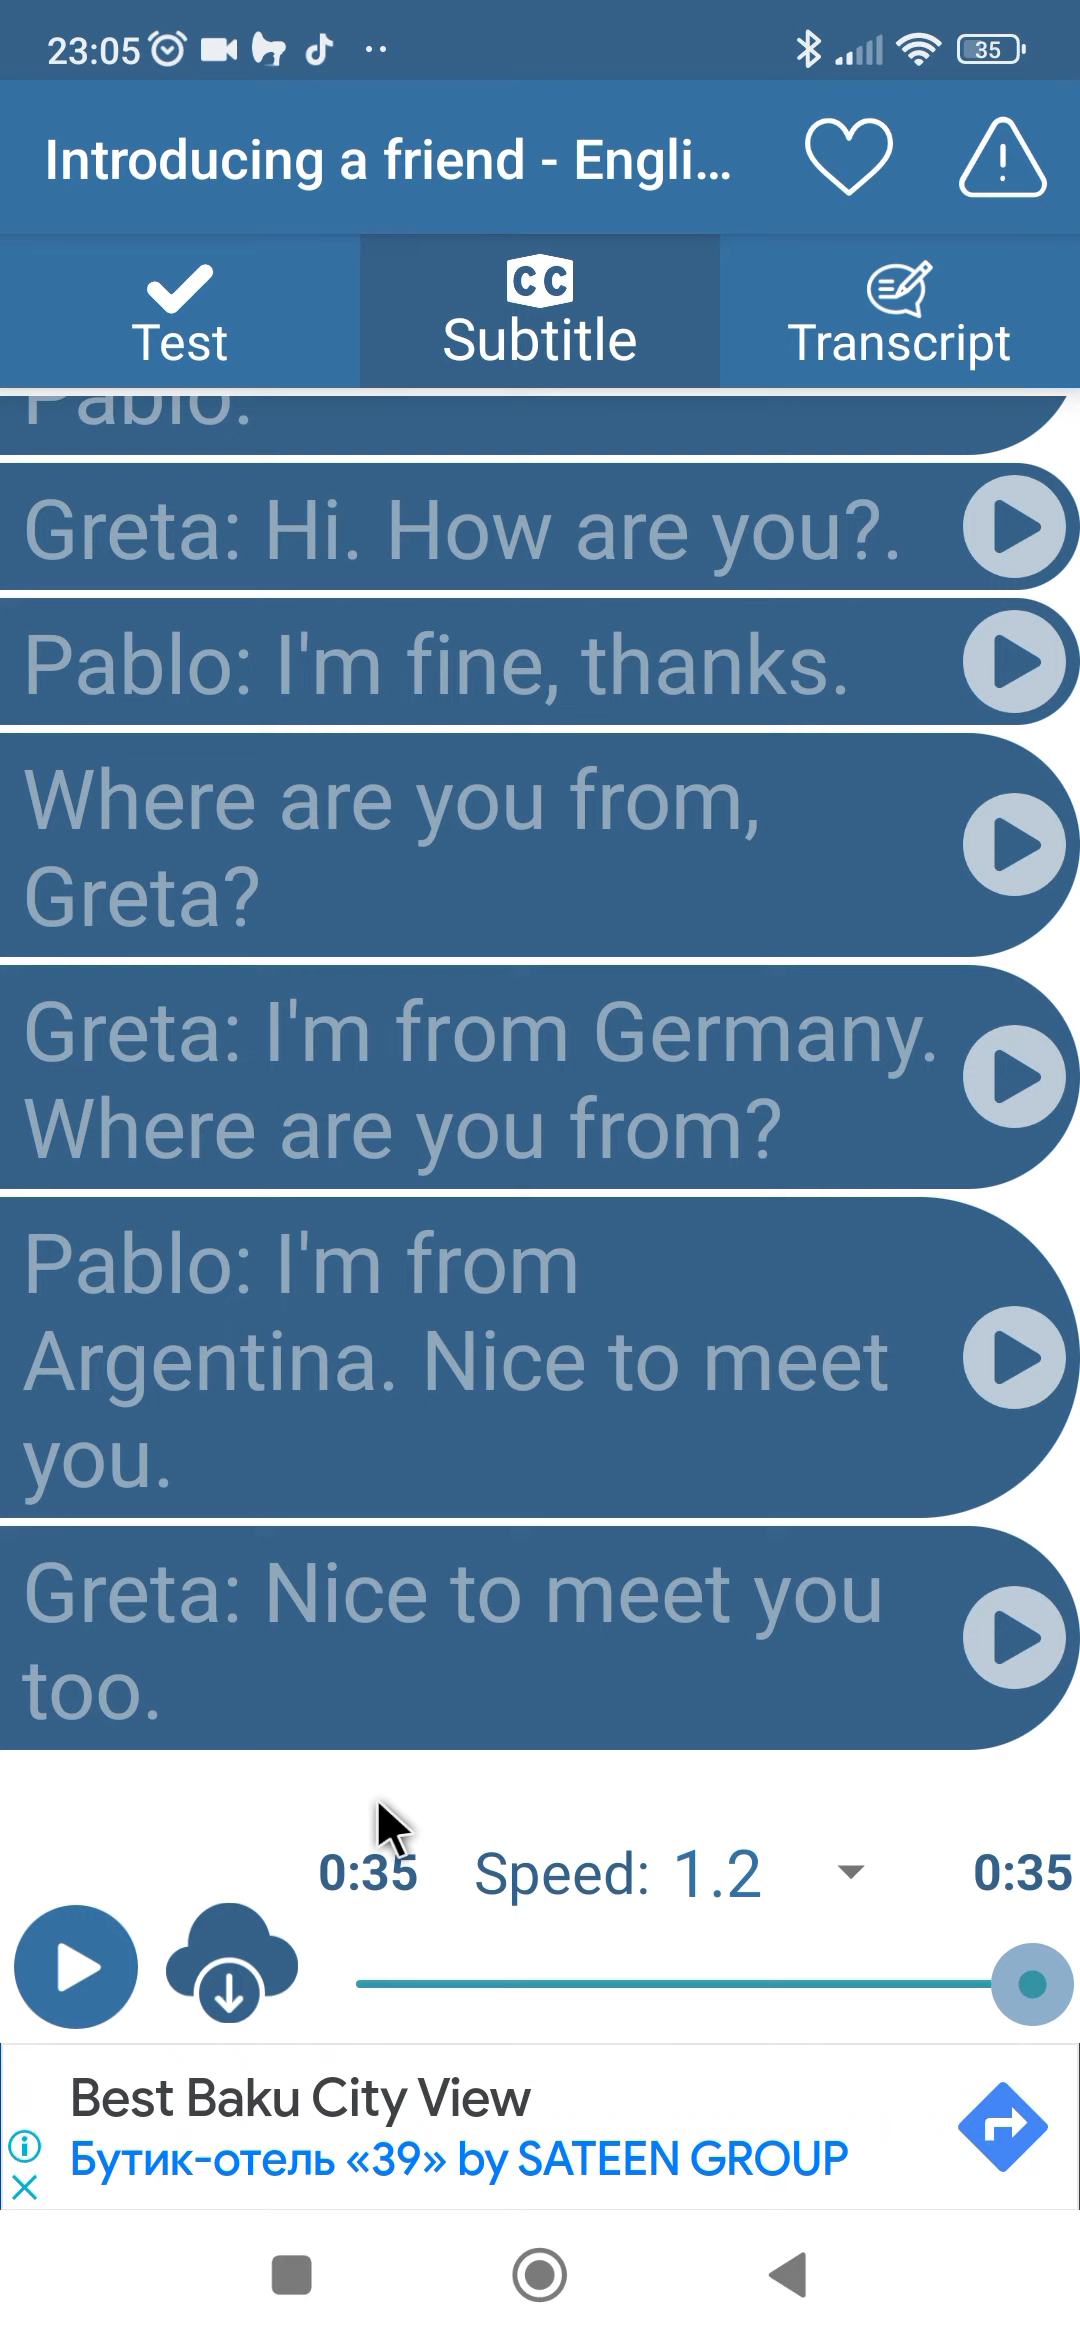 23:05
35
Introducing a friend - Engli...
Test
CC
Subtitle
Transcript
Pablo.
Greta: Hi. How are you?.
Pablo: I'm fine, thanks.
Where are you from,
Greta?
Greta: I'm from Germany.
Where are you from?
Pablo: I'm from
Argentina. Nice to meet
you.
Greta: Nice to meet you
too.
0:35
Speed: 1.2
0:35
Best Baku City View
Бутик-отель «39» by SATEEN GROUP